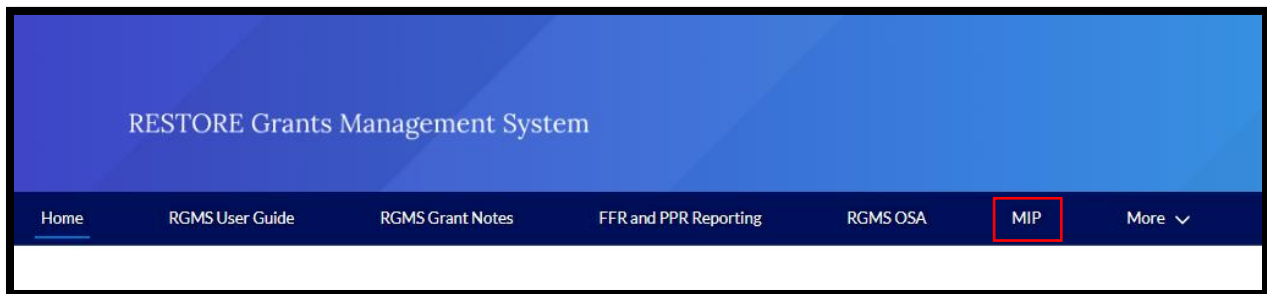 RESTORE Grants Management System
Home RGMS User Guide RGMS Grant Notes FFR and PPR Reporting RGMS OSA MIP More